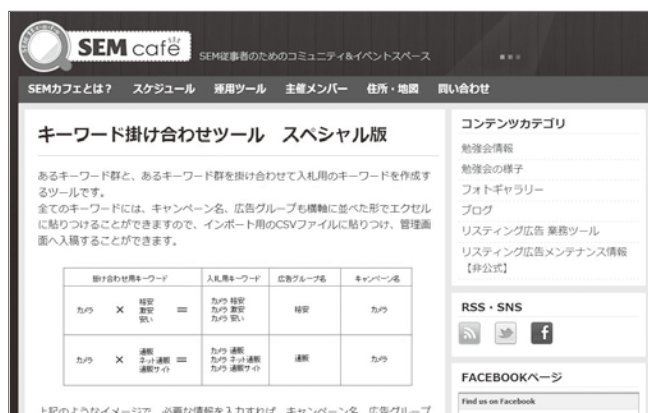 SEM café
SEM従事者のためのコミュニティ&イベントスペース
SEMカフェとは? スケジュール 運用ツール 主催メンバー 住所・地図 問い合わせ
キーワード掛け合わせツール スペシャル版
あるキーワード群と、あるキーワード群を掛け合わせて入札用のキーワードを作成す
るツールです。
全てのキーワードには、キャンペーン名、広告グループも横軸に並べた形でエクセル
に貼りつけることができますので、インポート用のCSVファイルに貼りつけ、管理画
面へ入稿することができます。
掛け合わせ用キーワード 入札用キーワード 広告グループ名 キャンペーン名
カメラ × 格安 激安 安い = カメラ 格安 カメラ 激安 カメラ 安い 格安 カメラ
カメラ × 通販 ネット通販 通販サイト = カメラ 通販 カメラ ネット通販 カメラ 通販サイト 通販 カメラ
上記のようなイメージで、必要な情報を入力すれば、キャンペーン名、広告グループ
コンテンツカテゴリ
勉強会情報
勉強会の様子
フォトギャラリー
ブログ
リスティング広告 業務ツール
リスティング広告メンテナンス情報
【非公式】
RSS・SNS
FACEBOOKページ
Find us on Facebook